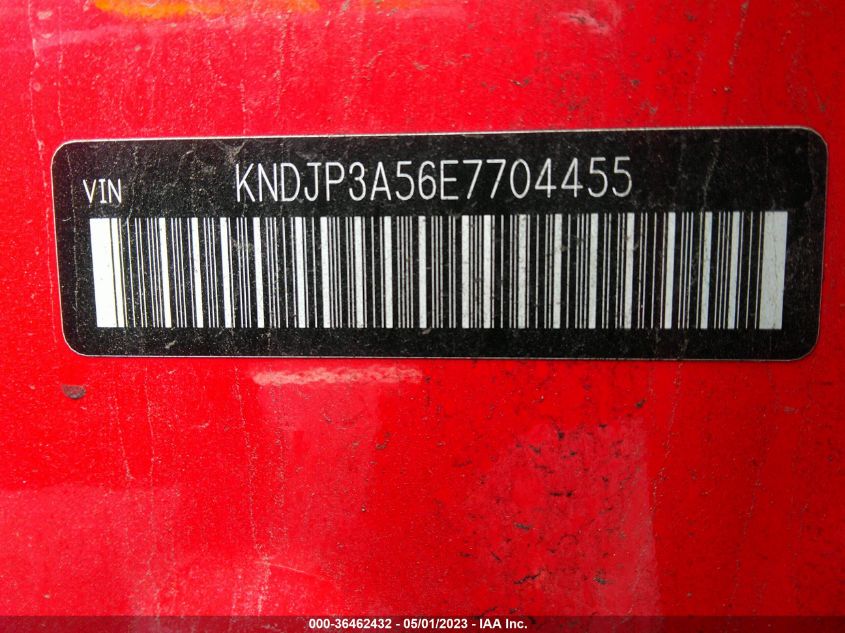 VIN KNDJP3A56E7704455
000-36462432 - 05/01/2023 - IAA Inc.